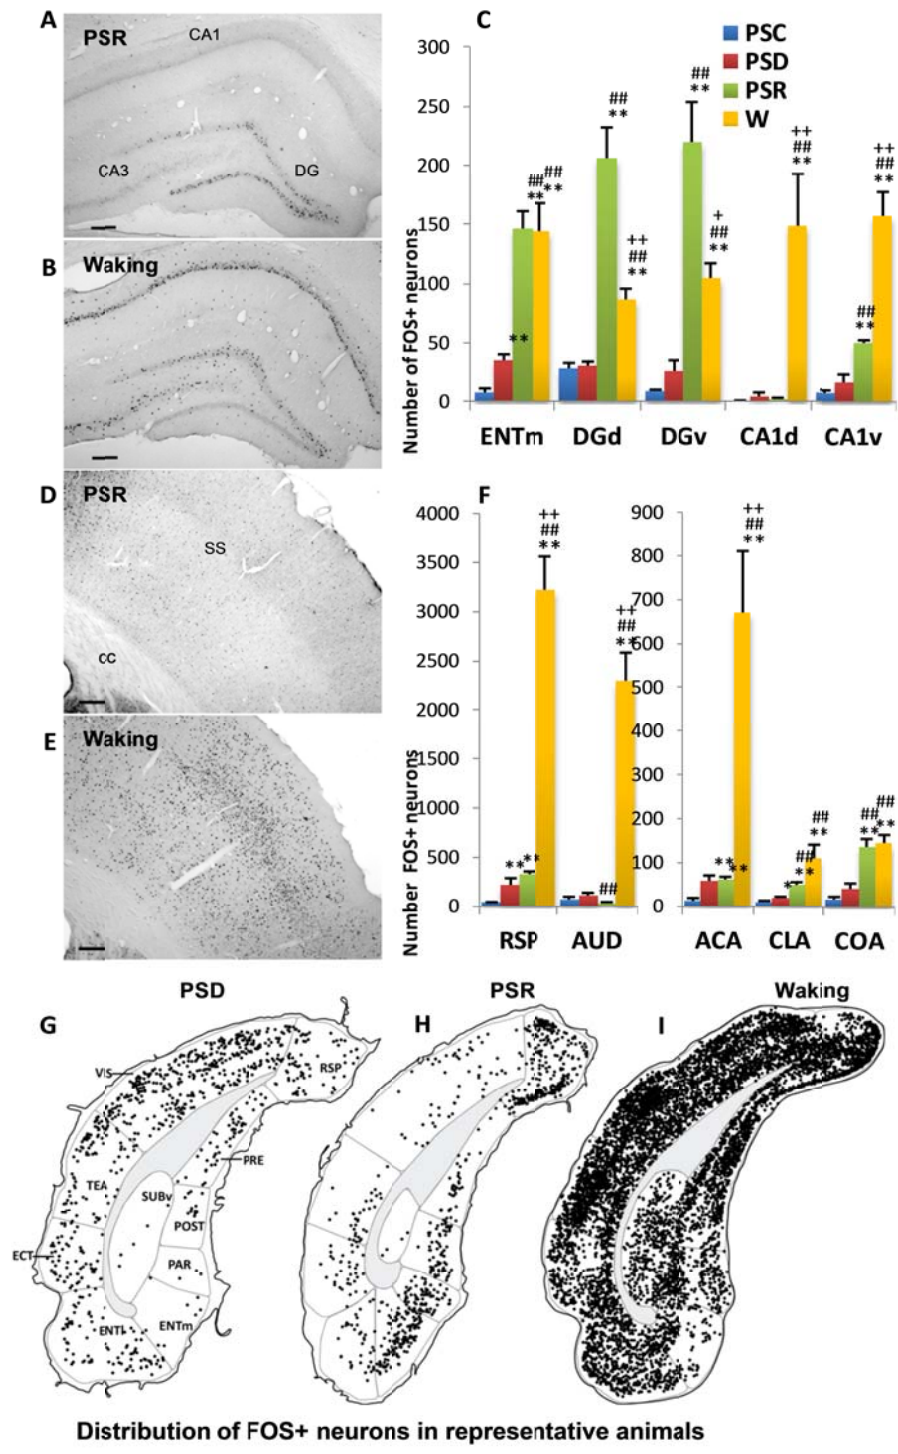 A
PSR
CA1
CA3
DG
B
Waking
C
PSC
PSD
PSR
W
Number of FOS+ neurons
300
250
200
150
100
50
0
##
**
##
**
**
##
**
++
##
**
##
**
+
##
**
++
##
**
##
**
++
##
**
ENTm
DGd
DGv
CA1d
CA1v
D
PSR
SS
cc
E
Waking
F
Number FOS+ neurons
4000
3500
3000
2500
2000
1500
1000
500
0
**
**
++
##
**
##
++
##
**
RSP
AUD
900
800
700
600
500
400
300
200
100
0
**
**
++
##
**
*
##
**
##
**
##
**
##
**
ACA
CLA
COA
PSD
PSR
Waking
G
VIS
RSP
PRE
TEA
SUBv
POST
ECT
PAR
ENTl
ENTm
H
I
Distribution of FOS+ neurons in representative animals